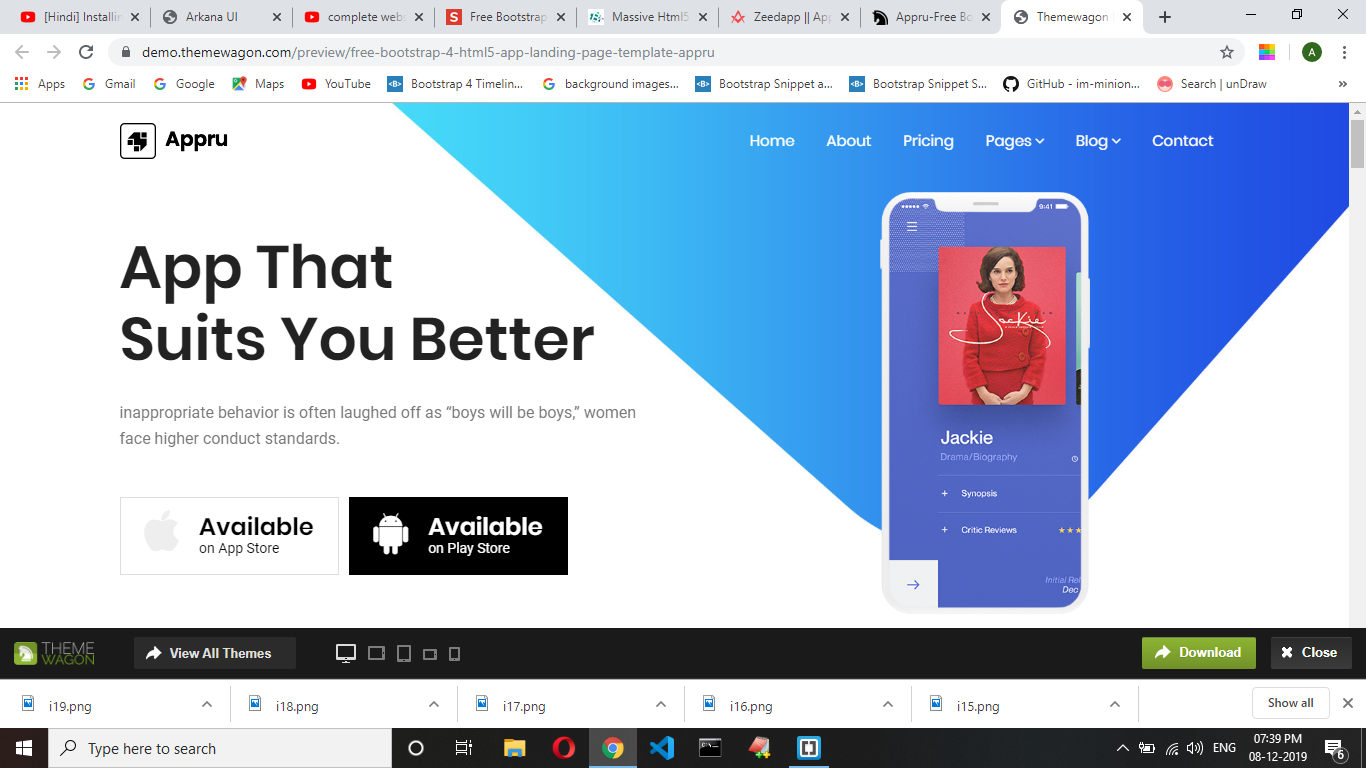 [Hindi] Installin
Arkana UI
complete webs
Free Bootstrap
Massive Html5
Zeedapp || App
Appru-Free Bo
Themewagon
demo.themewagon.com/preview/free-bootstrap-4-html5-app-landing-page-template-appru
A
Apps
Gmail
Google
Maps
YouTube
Bootstrap 4 Timelin...
background images...
Bootstrap Snippet a...
Bootstrap Snippet S...
GitHub - im-minion...
Search | unDraw
»
Appru
Home
About
Pricing
Pages
Blog
Contact
9:41
App That
Suits You Better
Jackie
inappropriate behavior is often laughed off as “boys will be boys,” women
face higher conduct standards.
Jackie
Drama/Biography
+ Synopsis
+ Critic Reviews
Available
on App Store
Available
on Play Store
Initial Rel
Dec
THEME
WAGON
View All Themes
Download
Close
i19.png
i18.png
i17.png
i16.png
i15.png
Show all
Type here to search
ENG
07:39 PM
08-12-2019
6